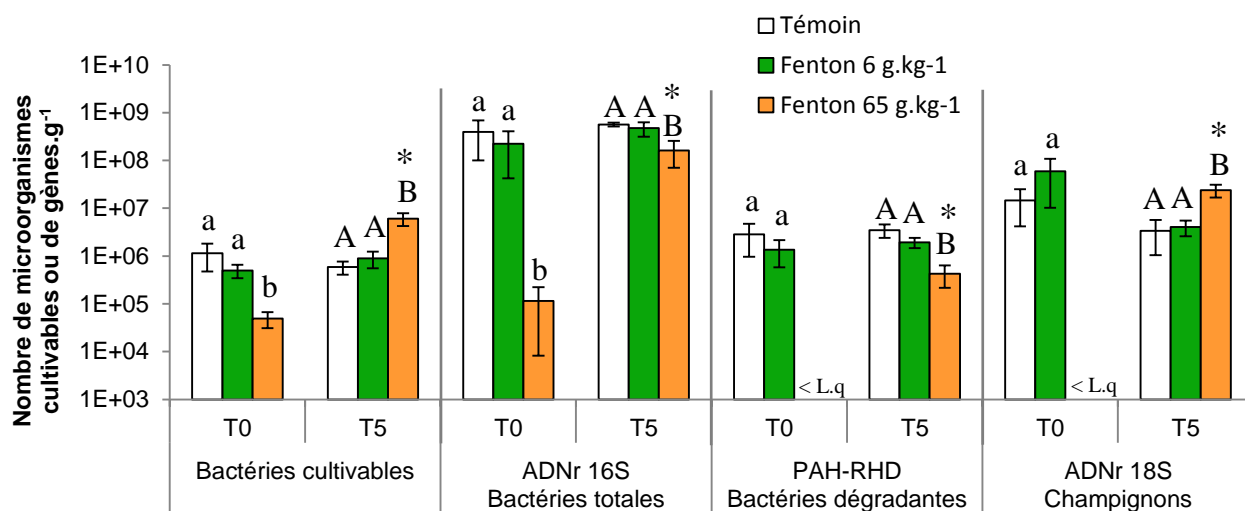 Témoin
Fenton 6 g.kg-1
Fenton 65 g.kg-1
Nombre de microorganismes
cultivables ou de gènes.g-1
1E+10
1E+09
1E+08
1E+07
1E+06
1E+05
1E+04
1E+03
a a b A A B *
a a b A A B *
a a < L.q A A B *
a a < L.q A A B *
T0 T5 T0 T5 T0 T5 T0 T5
Bactéries cultivables
ADNr 16S
Bactéries totales
PAH-RHD
Bactéries dégradantes
ADNr 18S
Champignons